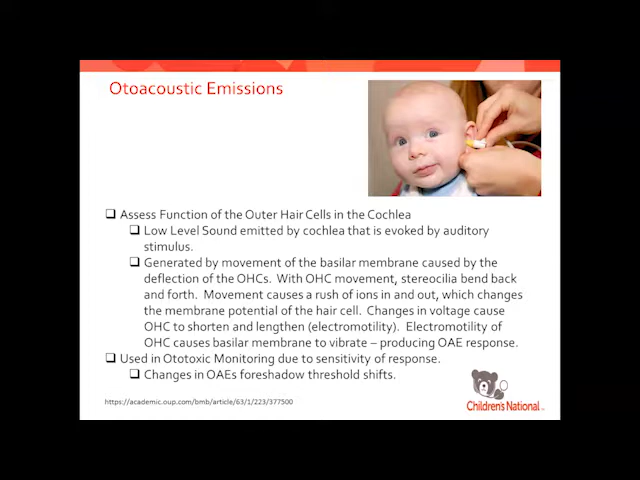 Otoacoustic Emissions
❑ Assess Function of the Outer Hair Cells in the Cochlea
❑ Low Level Sound emitted by cochlea that is evoked by auditory
stimulus.
❑ Generated by movement of the basilar membrane caused by the
deflection of the OHCs. With OHC movement, stereocilia bend back
and forth. Movement causes a rush of ions in and out, which changes
the membrane potential of the hair cell. Changes in voltage cause
OHC to shorten and lengthen (electromotility). Electromotility of
OHC causes basilar membrane to vibrate – producing OAE response.
❑ Used in Ototoxic Monitoring due to sensitivity of response.
❑ Changes in OAEs foreshadow threshold shifts.
https://academic.oup.com/bmb/article/63/1/223/377500
Children's National